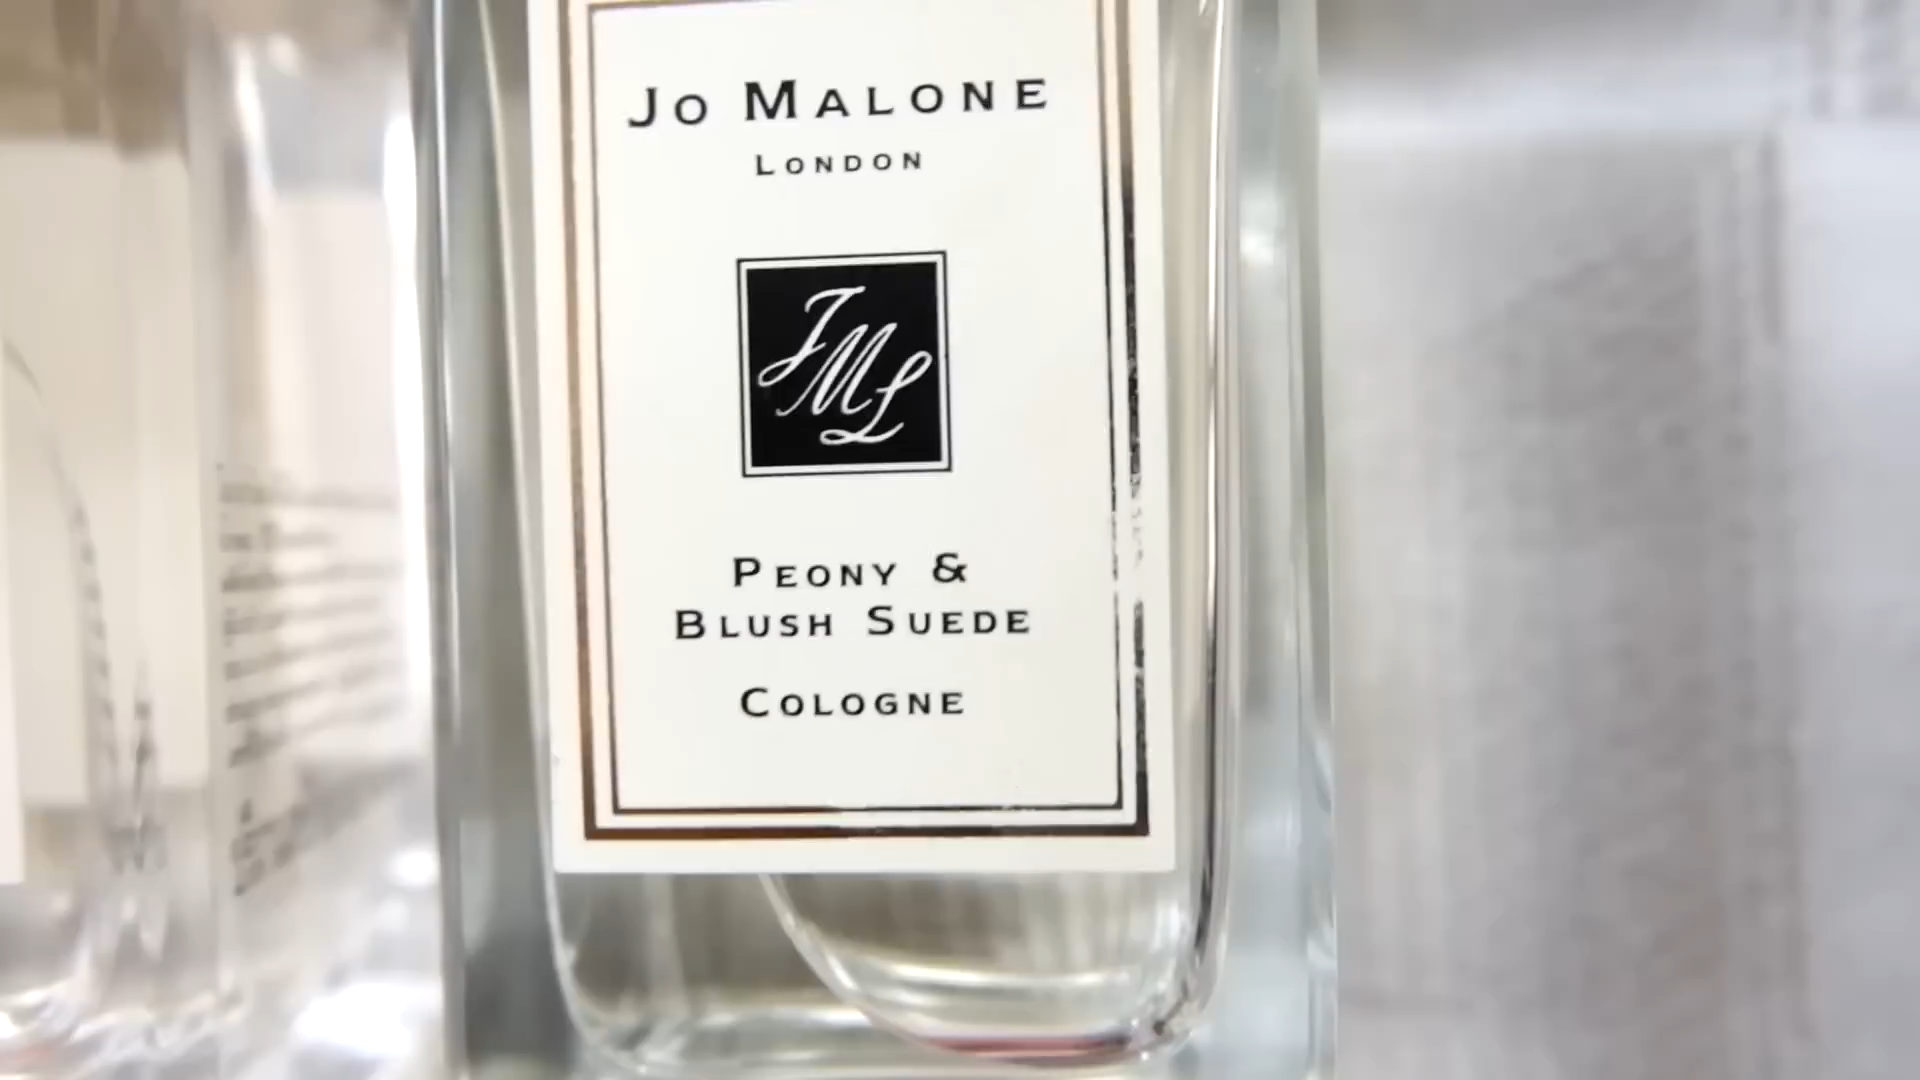 Jo Malone
London
JML
Peony &
Blush Suede
Cologne